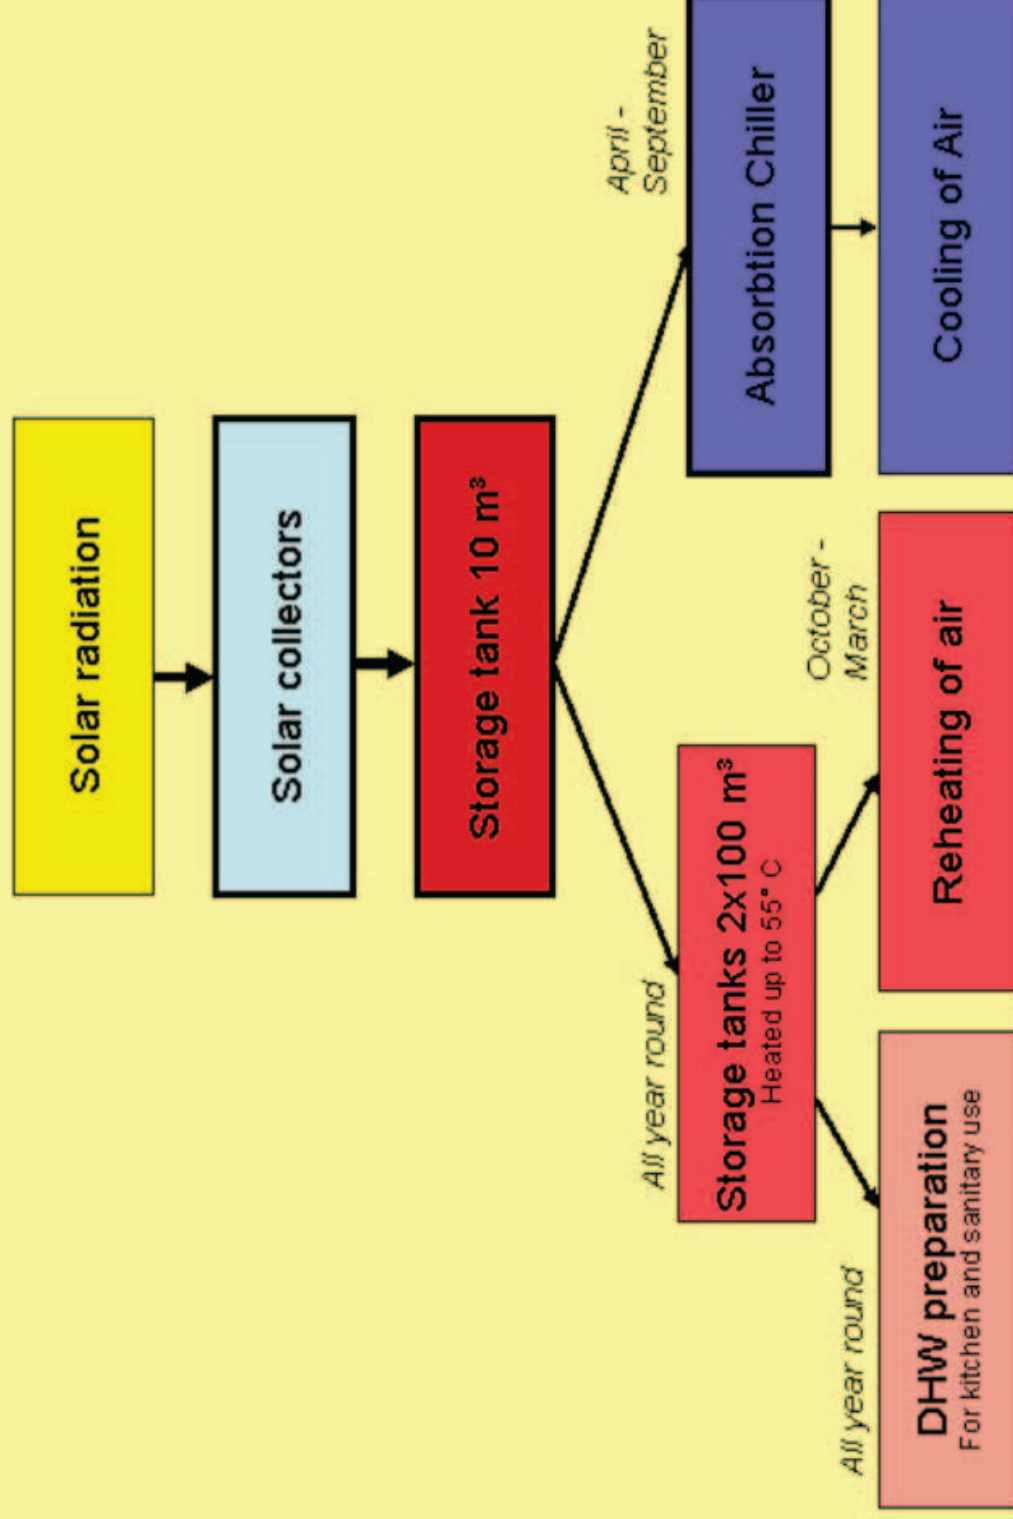 Solar radiation
Solar collectors
Storage tank 10 m³
April -
September
All year round
Absorbtion Chiller
Storage tanks 2x100 m³
Heated up to 55° C
October -
March
All year round
Cooling of Air
Reheating of air
DHW preparation
For kitchen and sanitary use